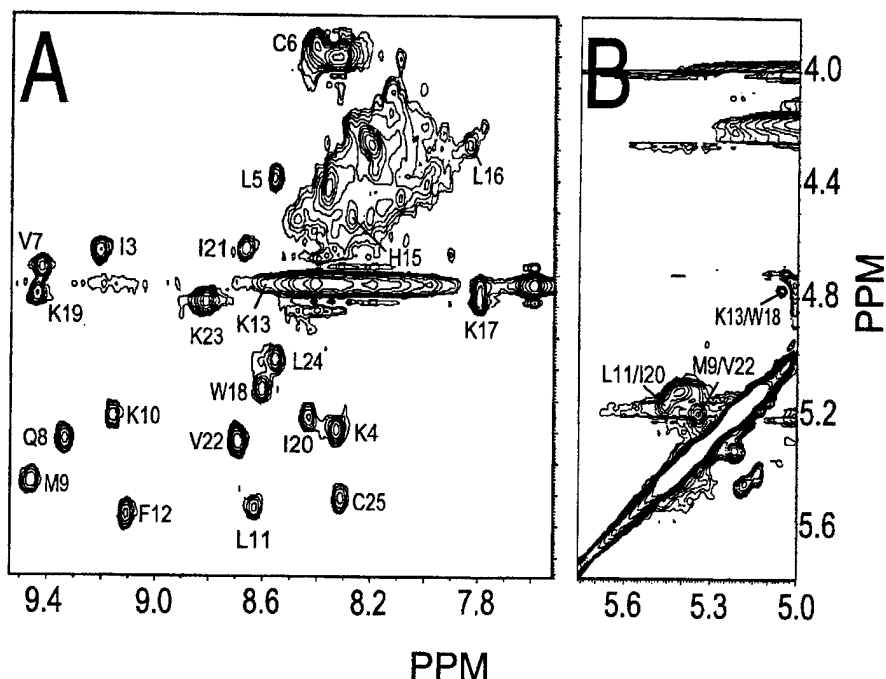 A
C6
L5
L16
H15
V7
I3
I21
K19
K23
K13
K17
L24
W18
K10
Q8
V22
I20
K4
M9
F12
L11
C25
9.4 9.0 8.6 8.2 7.8
B
4.0
4.4
4.8
5.2
5.6
PPM
K13/W18
L11/I20
M9/V22
5.6 5.3 5.0
PPM